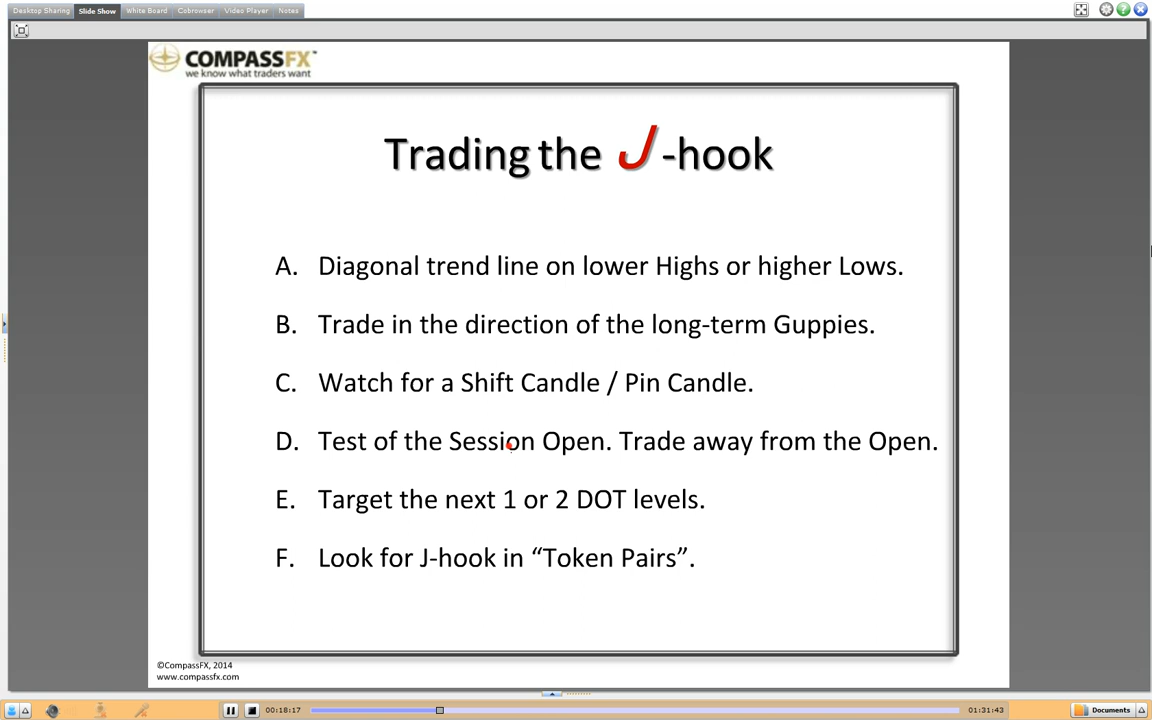 Desktop Sharing Slide Show White Board Cobrowser Video Player Notes
COMPASSFX™
we know what traders want
Trading the J-hook
A. Diagonal trend line on lower Highs or higher Lows.
B. Trade in the direction of the long-term Guppies.
C. Watch for a Shift Candle / Pin Candle.
D. Test of the Session Open. Trade away from the Open.
E. Target the next 1 or 2 DOT levels.
F. Look for J-hook in “Token Pairs”.
©CompassFX, 2014
www.compassfx.com
00:18:17 01:31:43 Documents